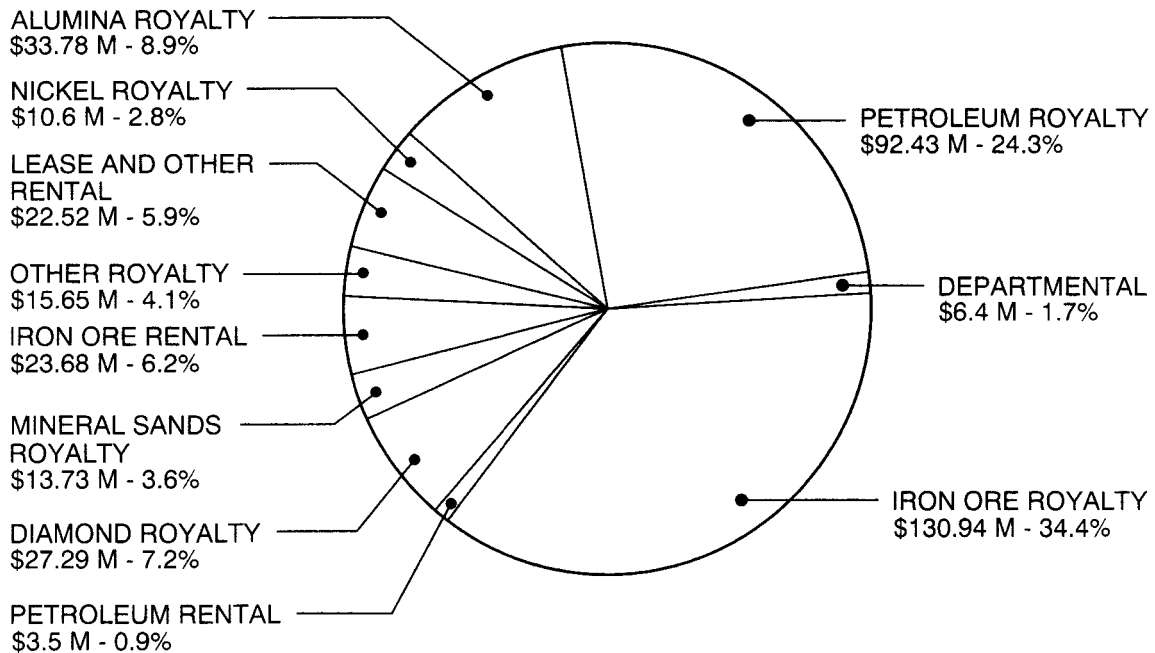 ALUMINA ROYALTY
$33.78 M - 8.9%
NICKEL ROYALTY
$10.6 M - 2.8%
LEASE AND OTHER
RENTAL
$22.52 M - 5.9%
OTHER ROYALTY
$15.65 M - 4.1%
IRON ORE RENTAL
$23.68 M - 6.2%
MINERAL SANDS
ROYALTY
$13.73 M - 3.6%
DIAMOND ROYALTY
$27.29 M - 7.2%
PETROLEUM RENTAL
$3.5 M - 0.9%
PETROLEUM ROYALTY
$92.43 M - 24.3%
DEPARTMENTAL
$6.4 M - 1.7%
IRON ORE ROYALTY
$130.94 M - 34.4%